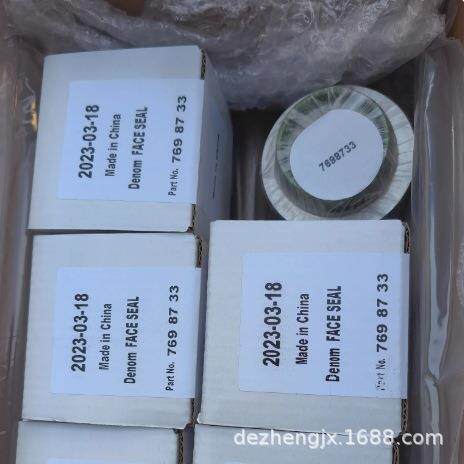 2023-03-18
Made in China
Denom FACE SEAL
Part No. 769 87 33
7698733
2023-03-18
Made in China
Denom FACE SEAL
Part No. 769 87 33
2023-03-18
Made in China
Denom FACE SEAL
Part No. 769 87 33
dezhengjx.1688.com